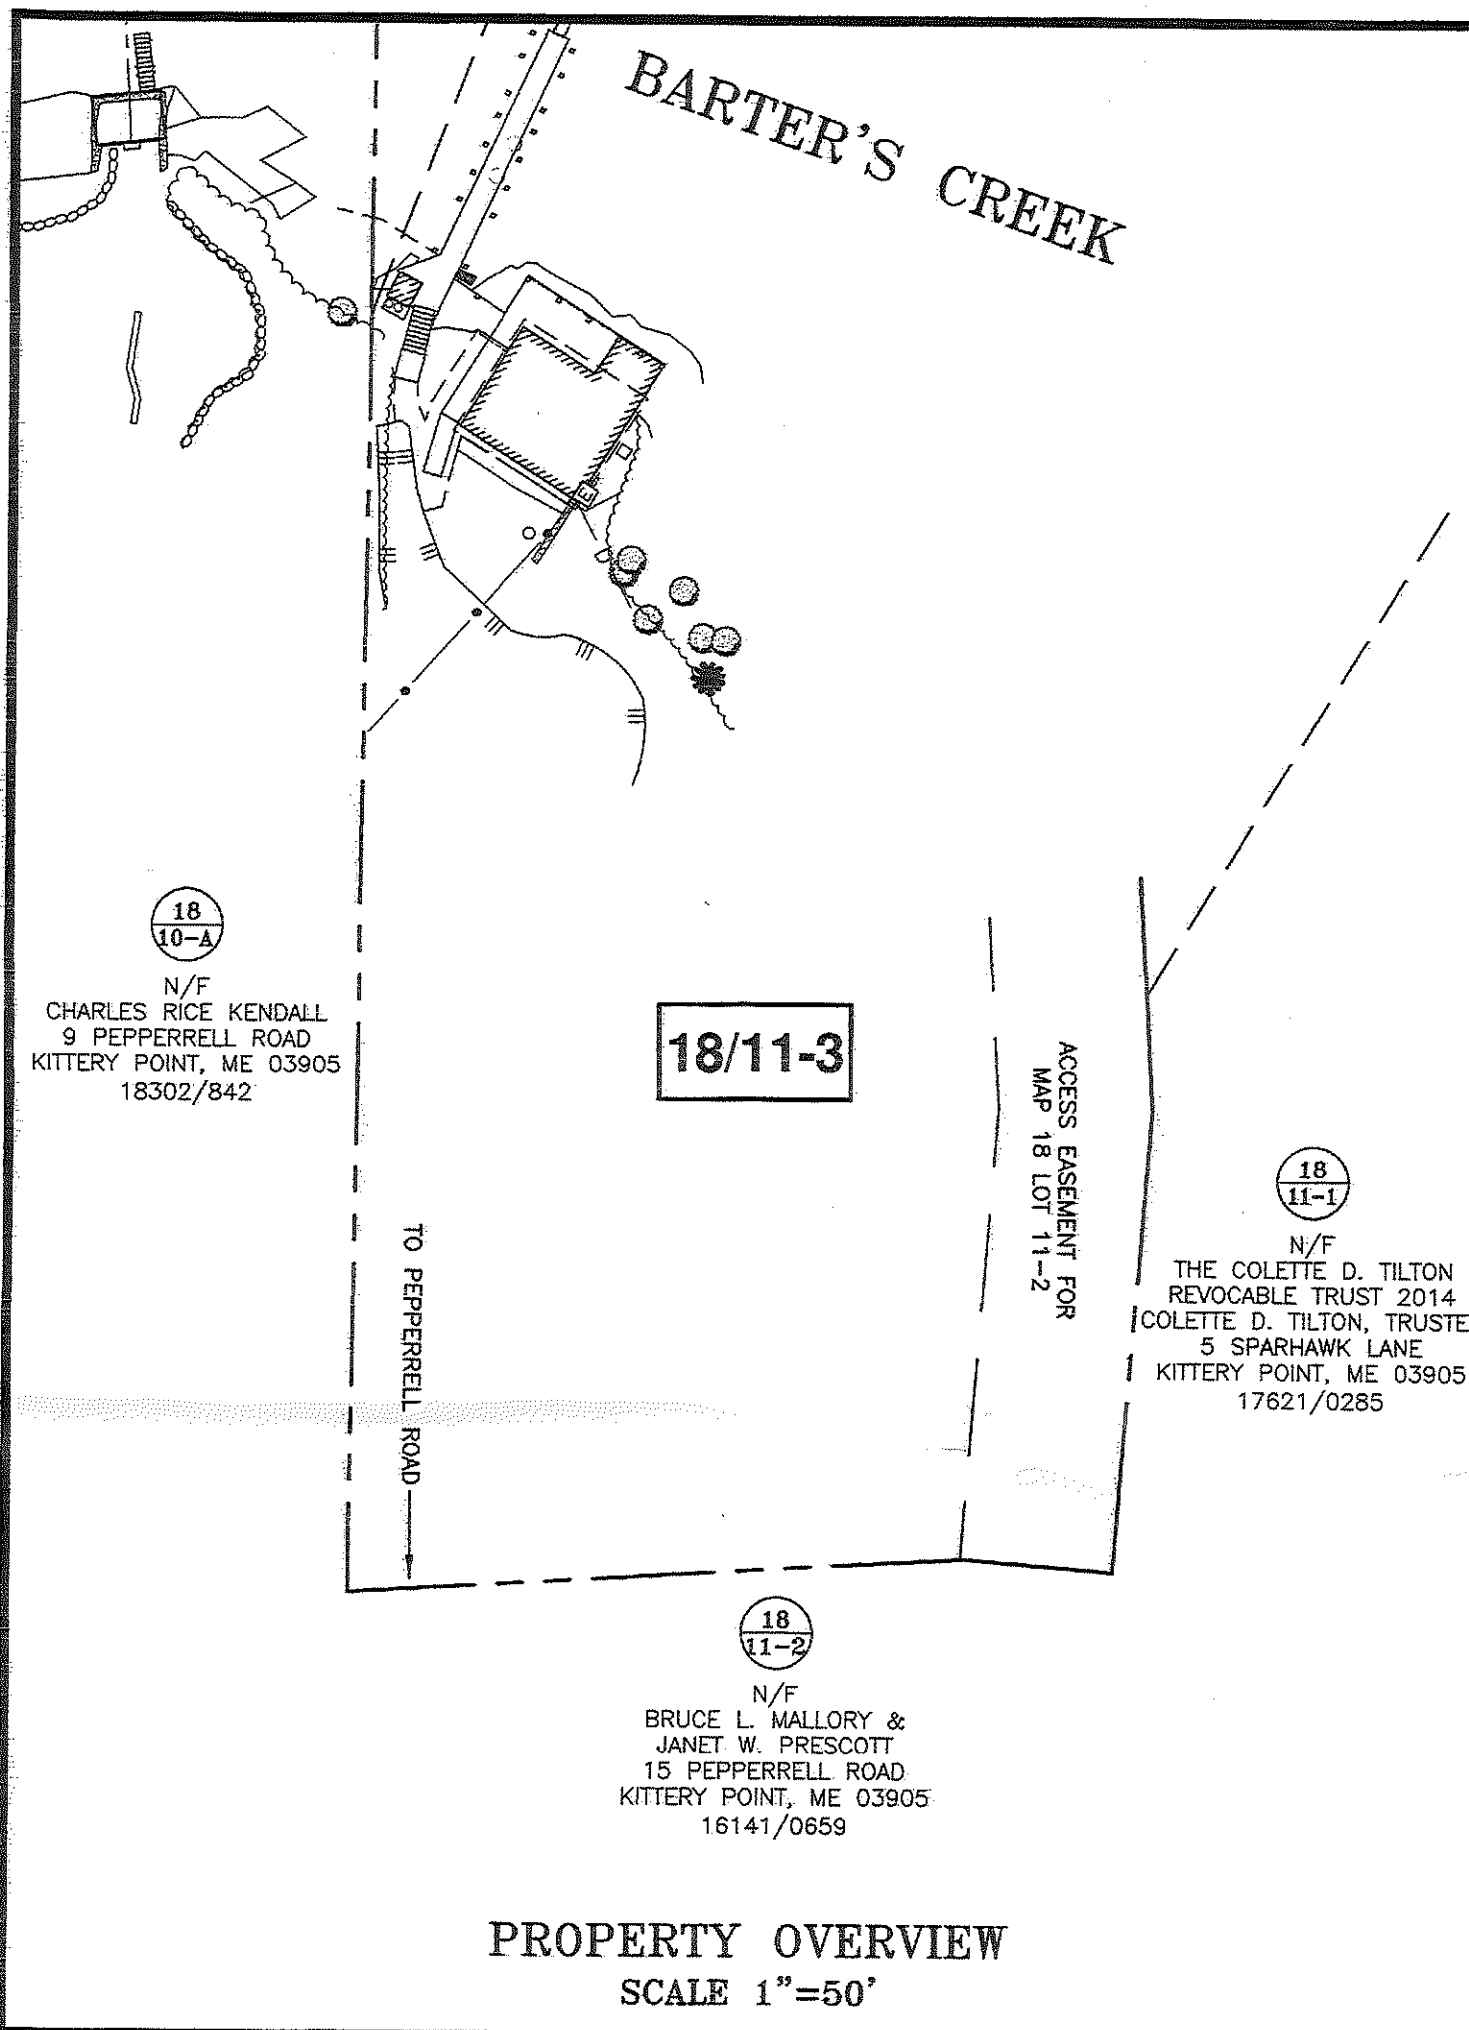 BARTER'S CREEK
E
18
10-A
N/F
CHARLES RICE KENDALL
9 PEPPERRELL ROAD
KITTERY POINT, ME 03905
18302/842
18/11-3
ACCESS EASEMENT FOR
MAP 18 LOT 11-2
18
11-1
N/F
THE COLETTE D. TILTON
REVOCABLE TRUST 2014
COLETTE D. TILTON, TRUSTE
5 SPARHAWK LANE
KITTERY POINT, ME 03905
17621/0285
TO PEPPERRELL ROAD
18
11-2
N/F
BRUCE L. MALLORY &
JANET W. PRESCOTT
15 PEPPERRELL ROAD
KITTERY POINT, ME 03905
16141/0659
PROPERTY OVERVIEW
SCALE 1"=50'